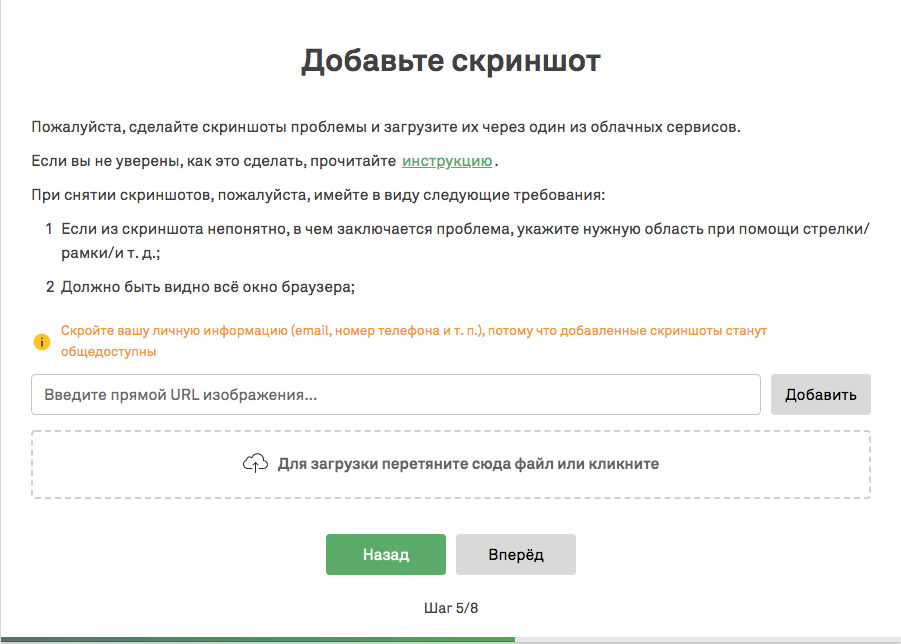 Добавьте скриншот
Пожалуйста, сделайте скриншоты проблемы и загрузите их через один из облачных сервисов.
Если вы не уверены, как это сделать, прочитайте инструкцию.
При снятии скриншотов, пожалуйста, имейте в виду следующие требования:
1 Если из скриншота непонятно, в чем заключается проблема, укажите нужную область при помощи стрелки/
рамки/и т. д.;
2 Должно быть видно всё окно браузера;
Скройте вашу личную информацию (email, номер телефона и т. п.), потому что добавленные скриншоты станут
общедоступны
Введите прямой URL изображения... Добавить
Для загрузки перетяните сюда файл или кликните
Назад Вперёд
Шаг 5/8